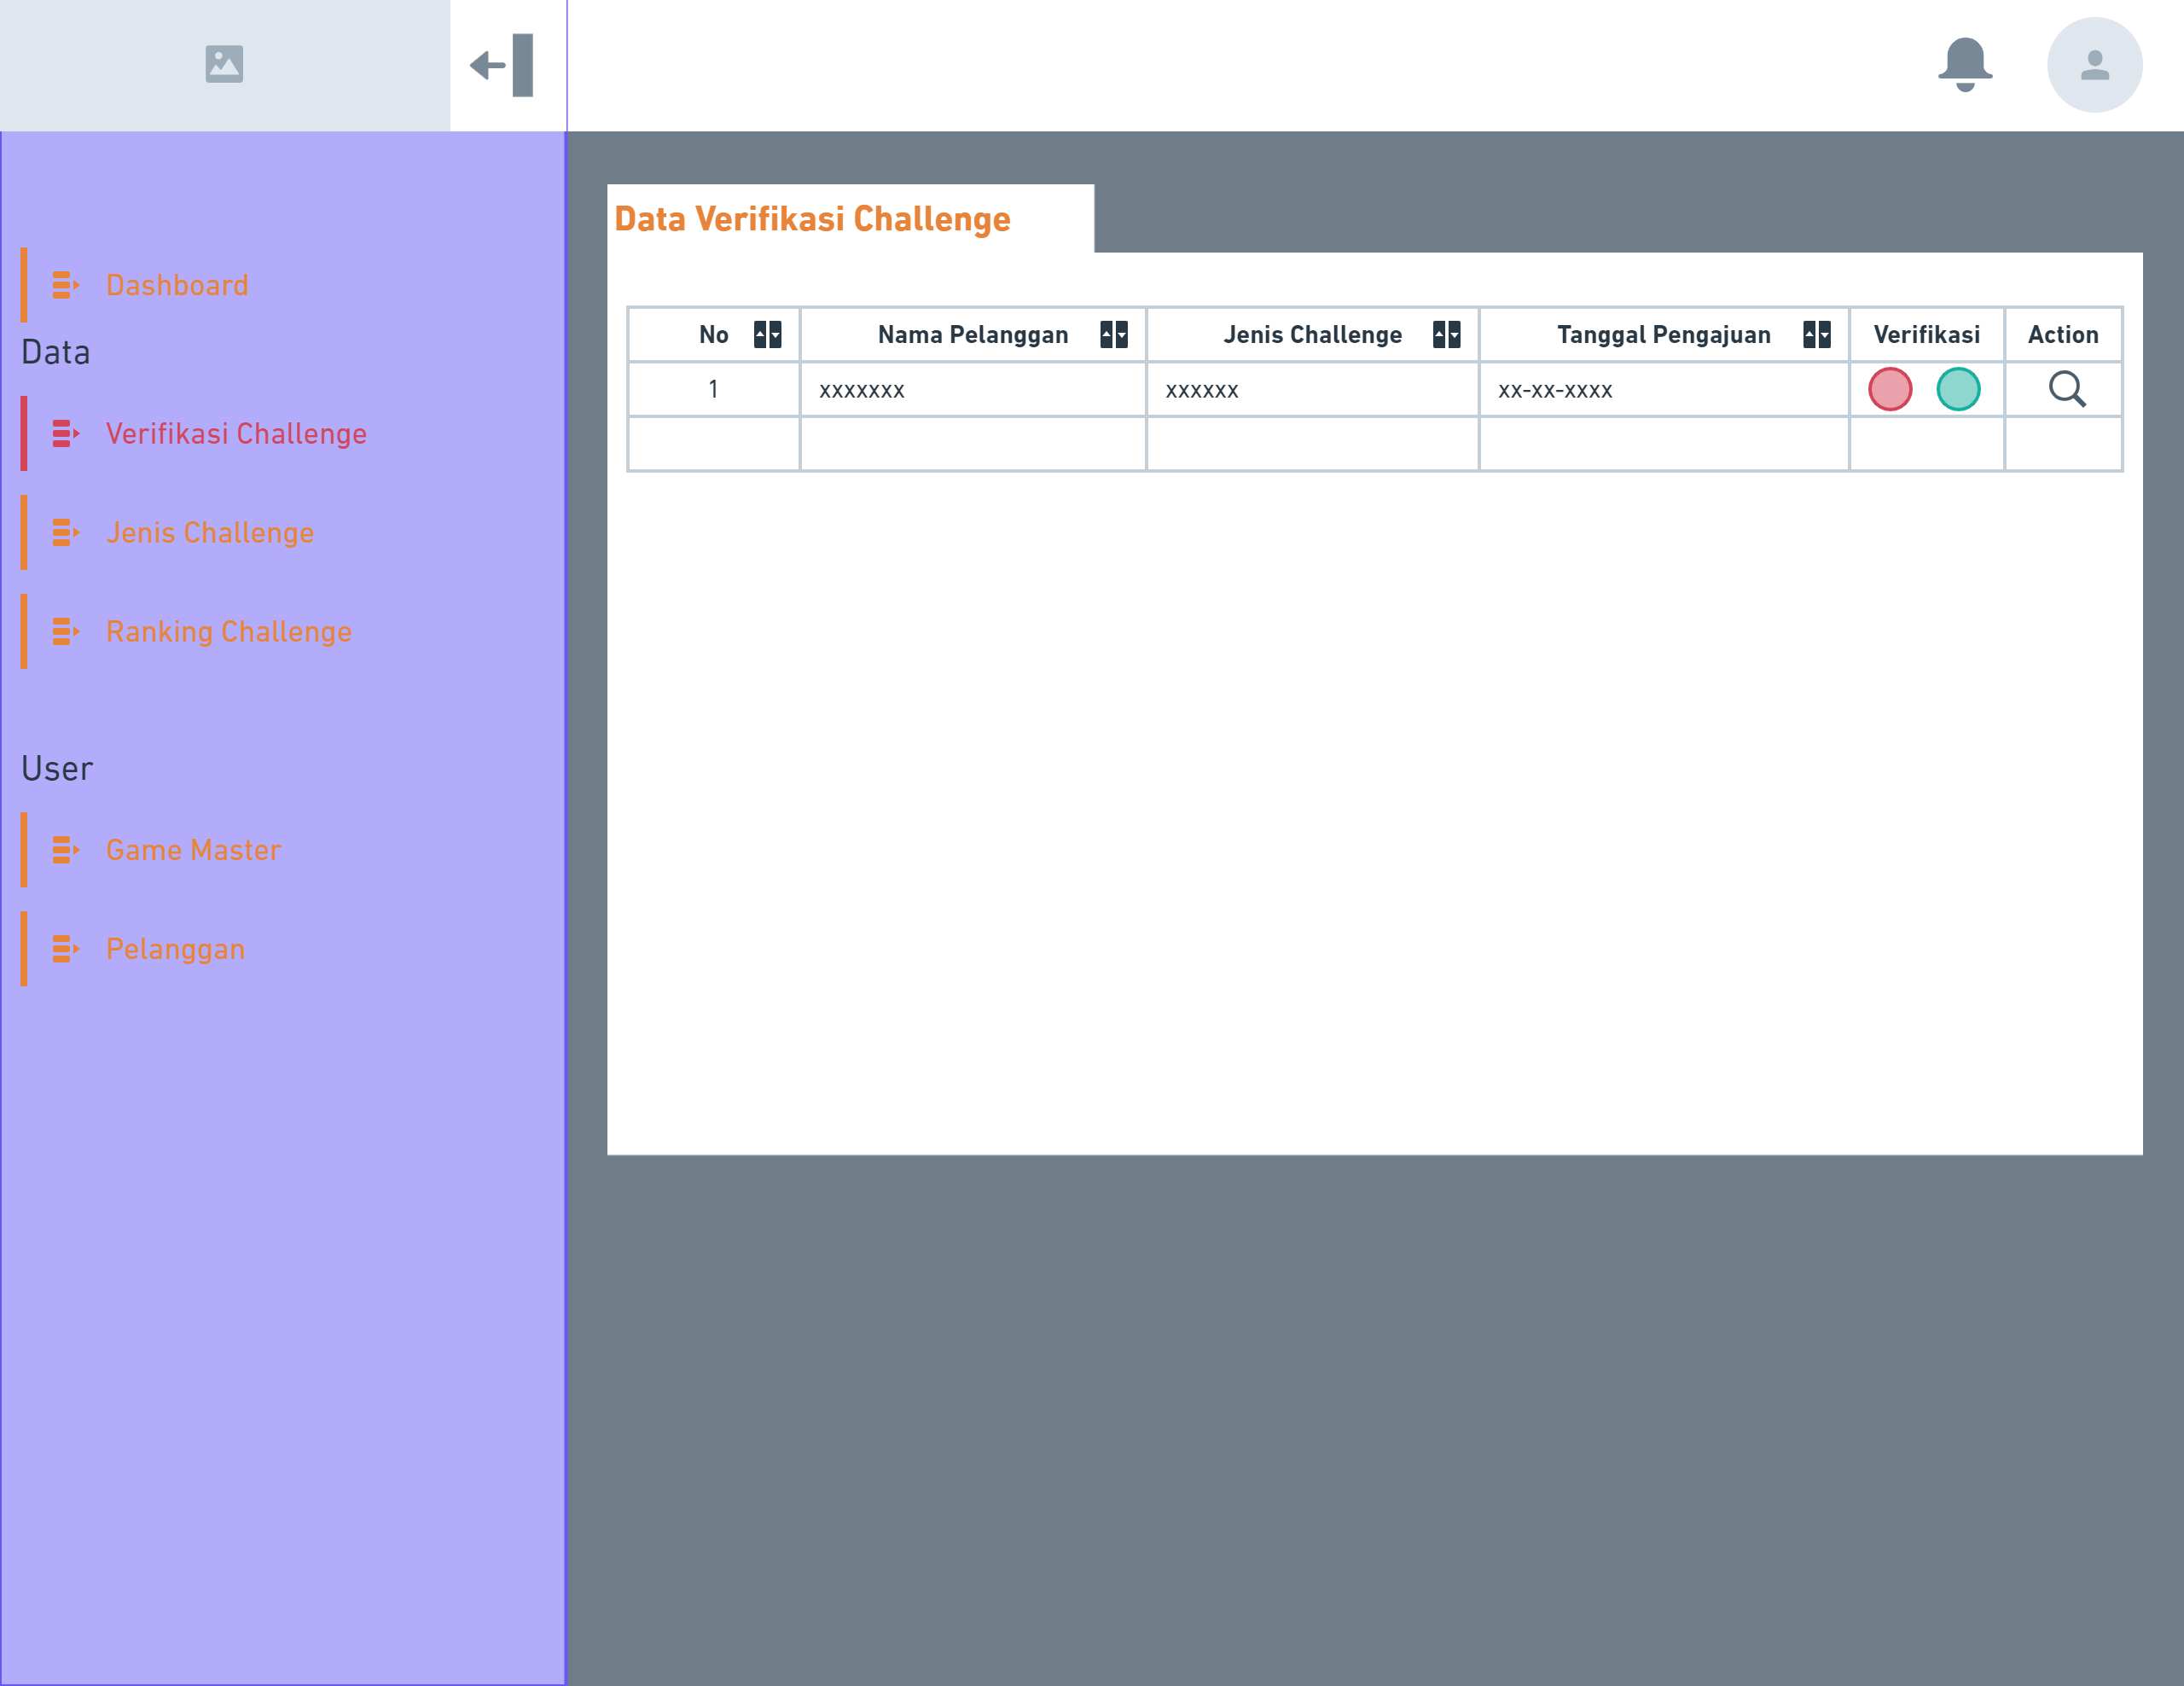 Dashboard
Data
Verifikasi Challenge
Jenis Challenge
Ranking Challenge
User
Game Master
Pelanggan
Data Verifikasi Challenge
No Nama Pelanggan Jenis Challenge Tanggal Pengajuan Verifikasi Action
1 xxxxxxx xxxxxx xx-xx-xxxx